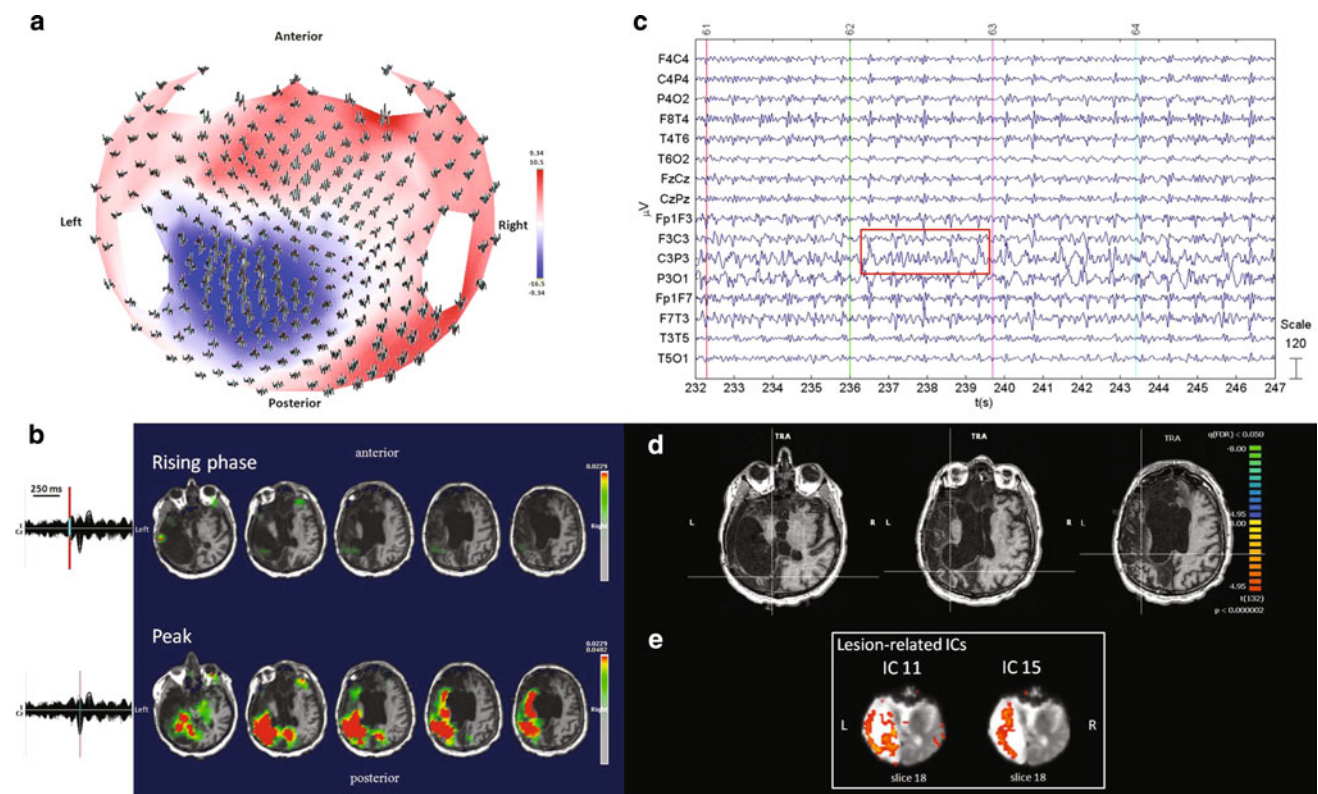 a
Anterior
Left
Right
9.34
10.5
-16.5
-9.34
Posterior
c
61
62
63
64
F4C4
C4P4
P4O2
F8T4
T4T6
T6O2
FzCz
CzPz
Fp1F3
F3C3
C3P3
P3O1
Fp1F7
F7T3
T3T5
T5O1
µV
232 233 234 235 236 237 238 239 240 241 242 243 244 245 246 247
t(s)
Scale
120
b
250 ms
Rising phase
anterior
Left
Right
0.0229
Peak
Left
Right
0.0229
0.0482
posterior
d
TRA
TRA
TRA
L
R
L
R
L
q(FDR) < 0.050
-8.00
4.95
8.00
4.95
t(132)
p < 0.000002
e
Lesion-related ICs
IC 11
IC 15
L
R
slice 18
slice 18